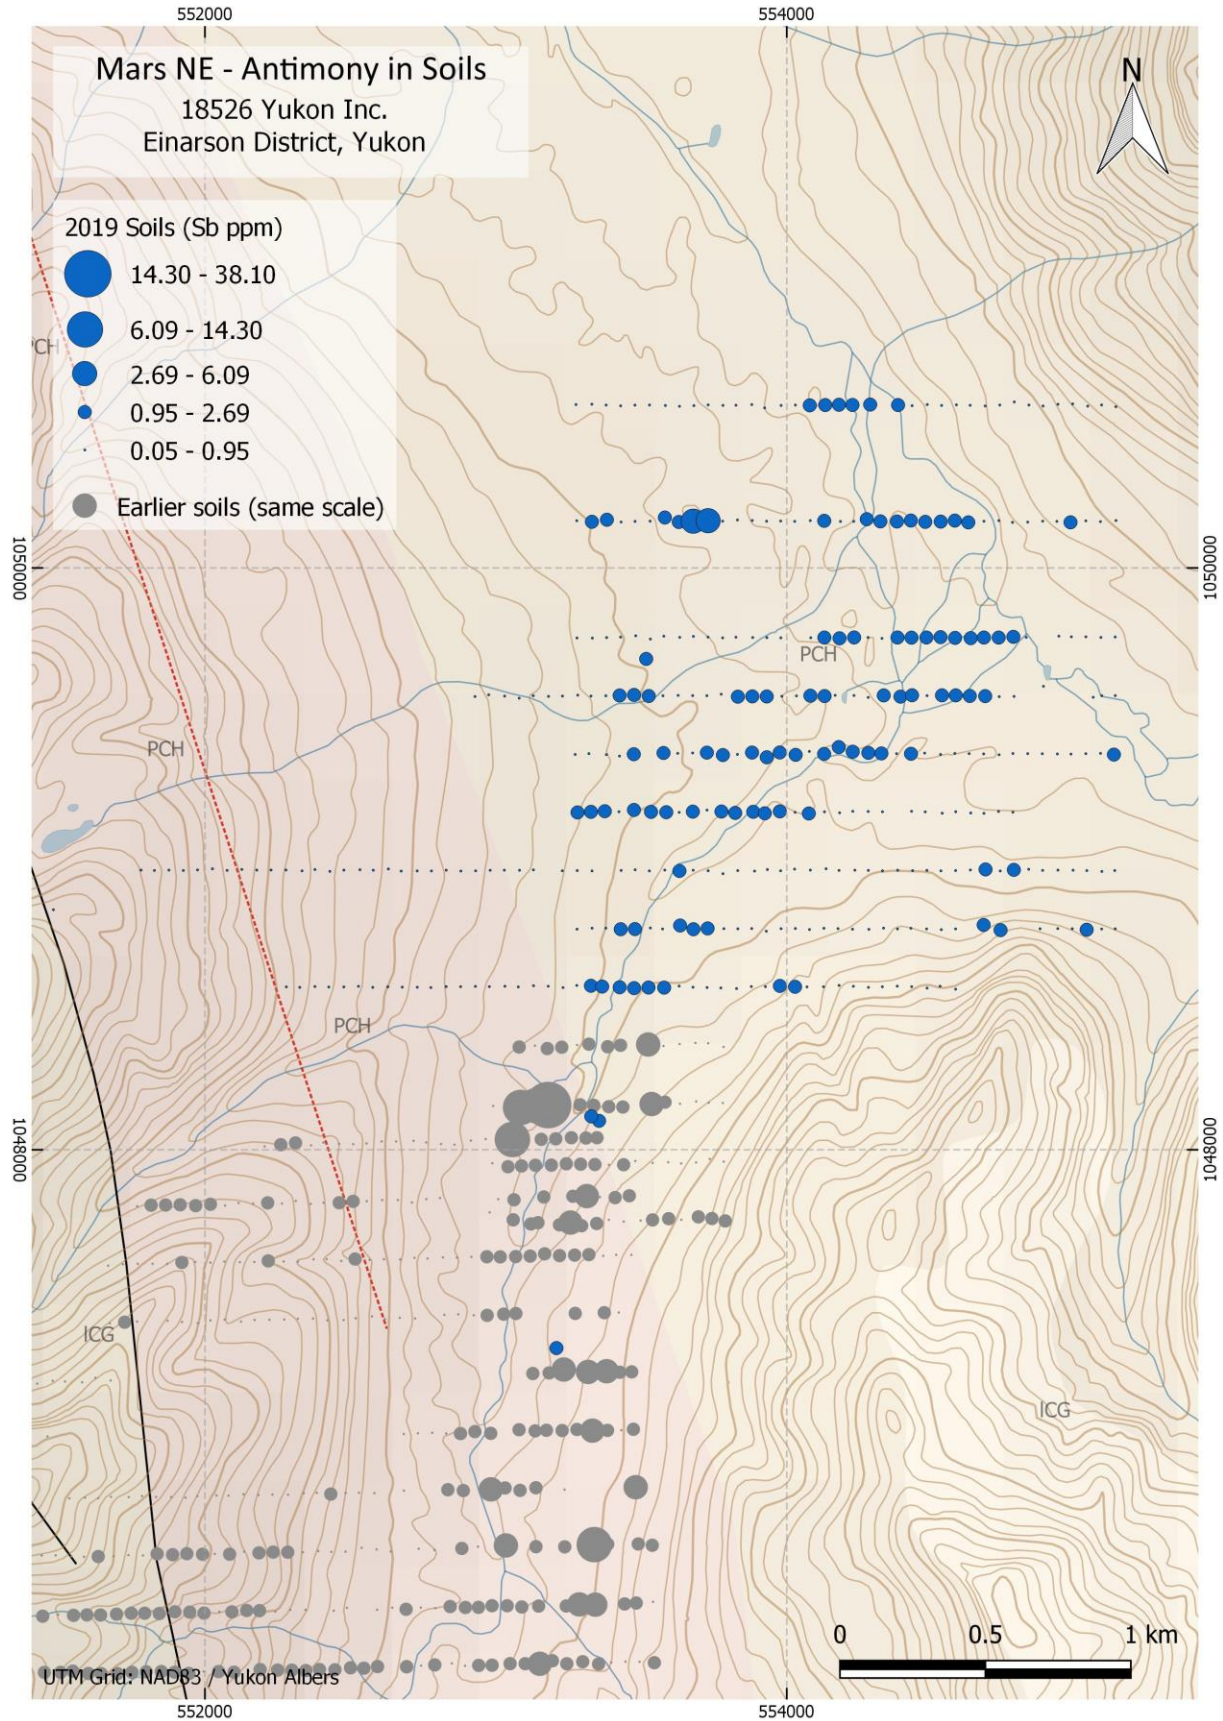 552000
554000
Mars NE - Antimony in Soils
18526 Yukon Inc.
Einarson District, Yukon
N
2019 Soils (Sb ppm)
14.30 - 38.10
6.09 - 14.30
2.69 - 6.09
0.95 - 2.69
0.05 - 0.95
Earlier soils (same scale)
PCH
1050000
1050000
PCH
PCH
PCH
1048000
1048000
ICG
ICG
0 0.5 1 km
UTM Grid: NAD83 / Yukon Albers
552000
554000